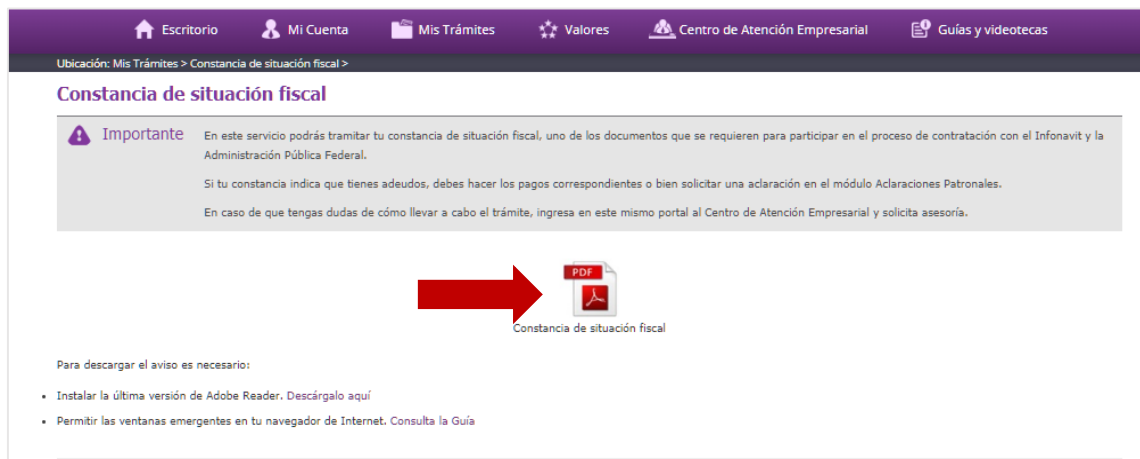 Escritorio Mi Cuenta Mis Trámites Valores Centro de Atención Empresarial Guías y videotecas
Ubicación: Mis Trámites > Constancia de situación fiscal >
Constancia de situación fiscal
Importante En este servicio podrás tramitar tu constancia de situación fiscal, uno de los documentos que se requieren para participar en el proceso de contratación con el Infonavit y la
Administración Pública Federal.
Si tu constancia indica que tienes adeudos, debes hacer los pagos correspondientes o bien solicitar una aclaración en el módulo Aclaraciones Patronales.
En caso de que tengas dudas de cómo llevar a cabo el trámite, ingresa en este mismo portal al Centro de Atención Empresarial y solicita asesoría.
PDF
Constancia de situación fiscal
Para descargar el aviso es necesario:
Instalar la última versión de Adobe Reader. Descárgalo aquí
Permitir las ventanas emergentes en tu navegador de Internet. Consulta la Guía